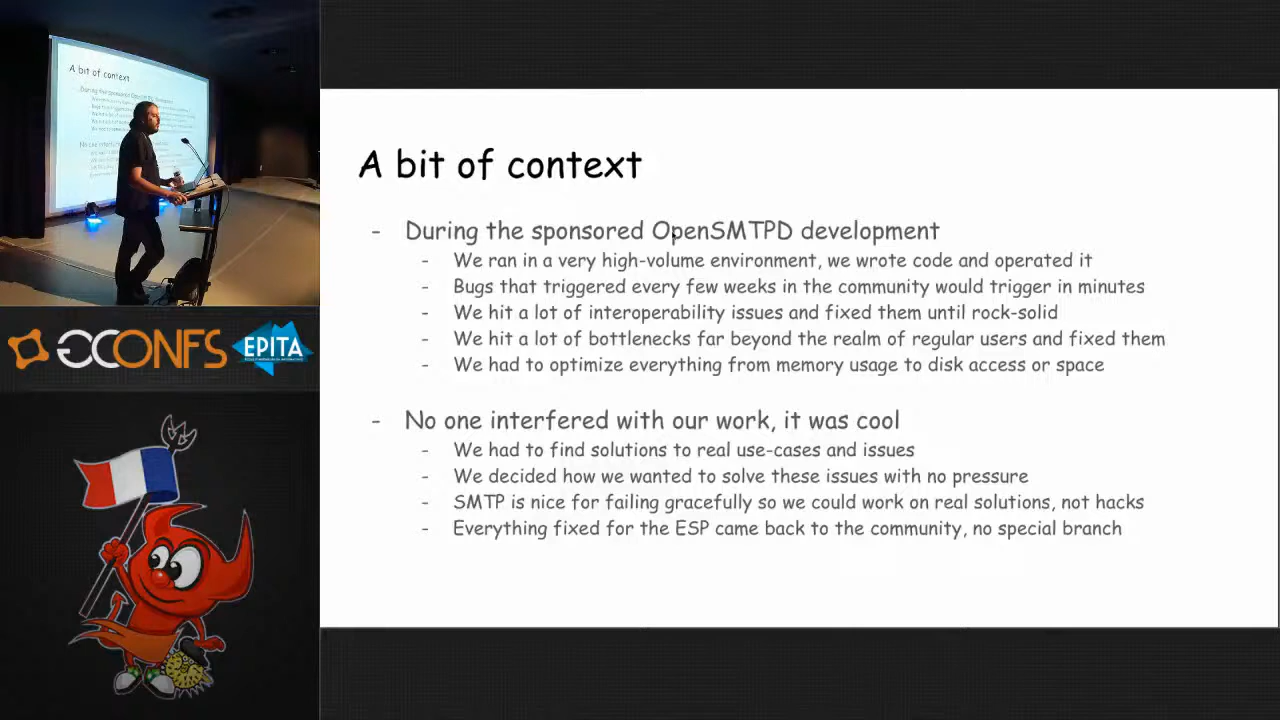 A bit of context
- During the sponsored OpenSMTPD development
- We ran in a very high-volume environment, we wrote code and operated it
- Bugs that triggered every few weeks in the community would trigger in minutes
- We hit a lot of interoperability issues and fixed them until rock-solid
- We hit a lot of bottlenecks far beyond the realm of regular users and fixed them
- We had to optimize everything from memory usage to disk access or space
- No one interfered with our work, it was cool
- We had to find solutions to real use-cases and issues
- We decided how we wanted to solve these issues with no pressure
- SMTP is nice for failing gracefully so we could work on real solutions, not hacks
- Everything fixed for the ESP came back to the community, no special branch
A bit of context
GCONFS
EPITA